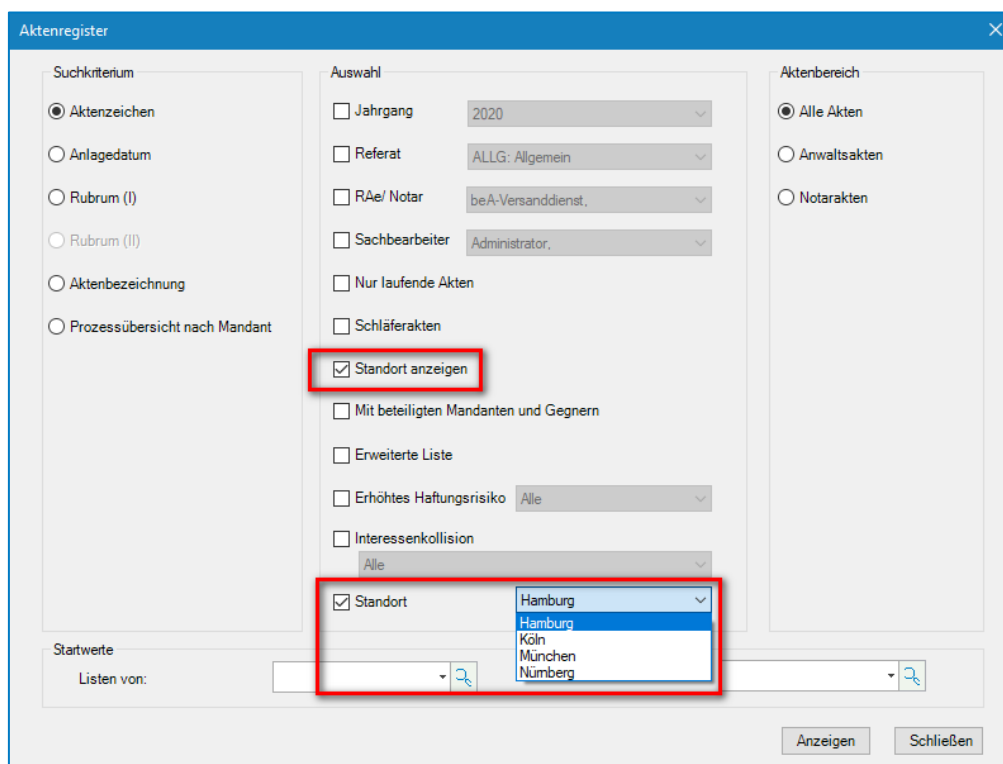 Aktenregister
Suchkriterium
Aktenzeichen
Anlagedatum
Rubrum (I)
Rubrum (II)
Aktenbezeichnung
Prozessübersicht nach Mandant
Auswahl
Jahrgang 2020
Referat ALLG: Allgemein
RAe/ Notar beA-Versanddienst,
Sachbearbeiter Administrator,
Nur laufende Akten
Schläferakten
Standort anzeigen
Mit beteiligten Mandanten und Gegnern
Erweiterte Liste
Erhöhtes Haftungsrisiko Alle
Interessenkollision
Alle
Standort Hamburg
Hamburg
Köln
München
Nürnberg
Aktenbereich
Alle Akten
Anwaltsakten
Notarakten
Startwerte
Listen von:
Anzeigen Schließen